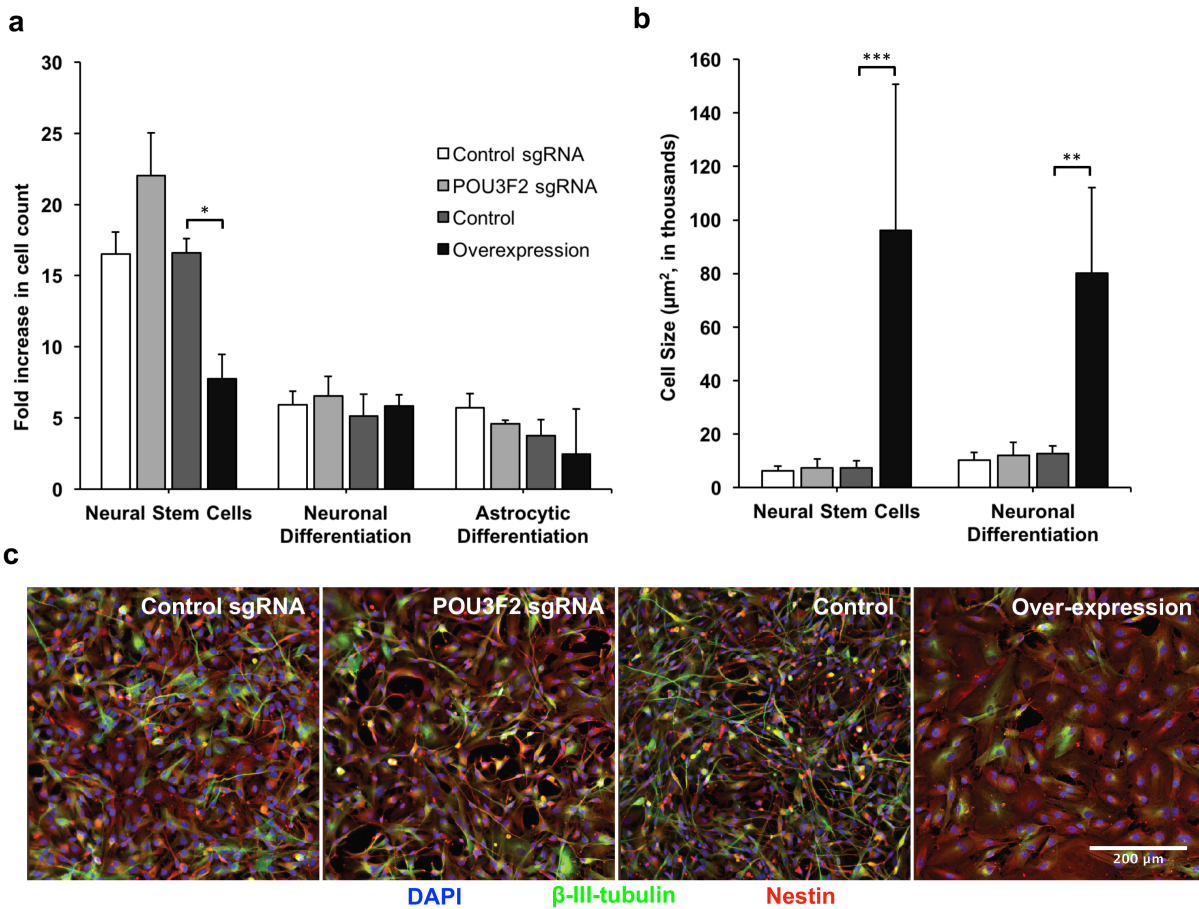 a
30
25
20
15
10
5
0
Fold increase in cell count
Control sgRNA
POU3F2 sgRNA
Control
Overexpression
*
Neural Stem Cells
Neuronal
Differentiation
Astrocytic
Differentiation
b
160
140
120
100
80
60
40
20
0
Cell Size (µm², in thousands)
***
**
Neural Stem Cells
Neuronal
Differentiation
c
Control sgRNA
POU3F2 sgRNA
Control
Over-expression
200 µm
DAPI
β-III-tubulin
Nestin